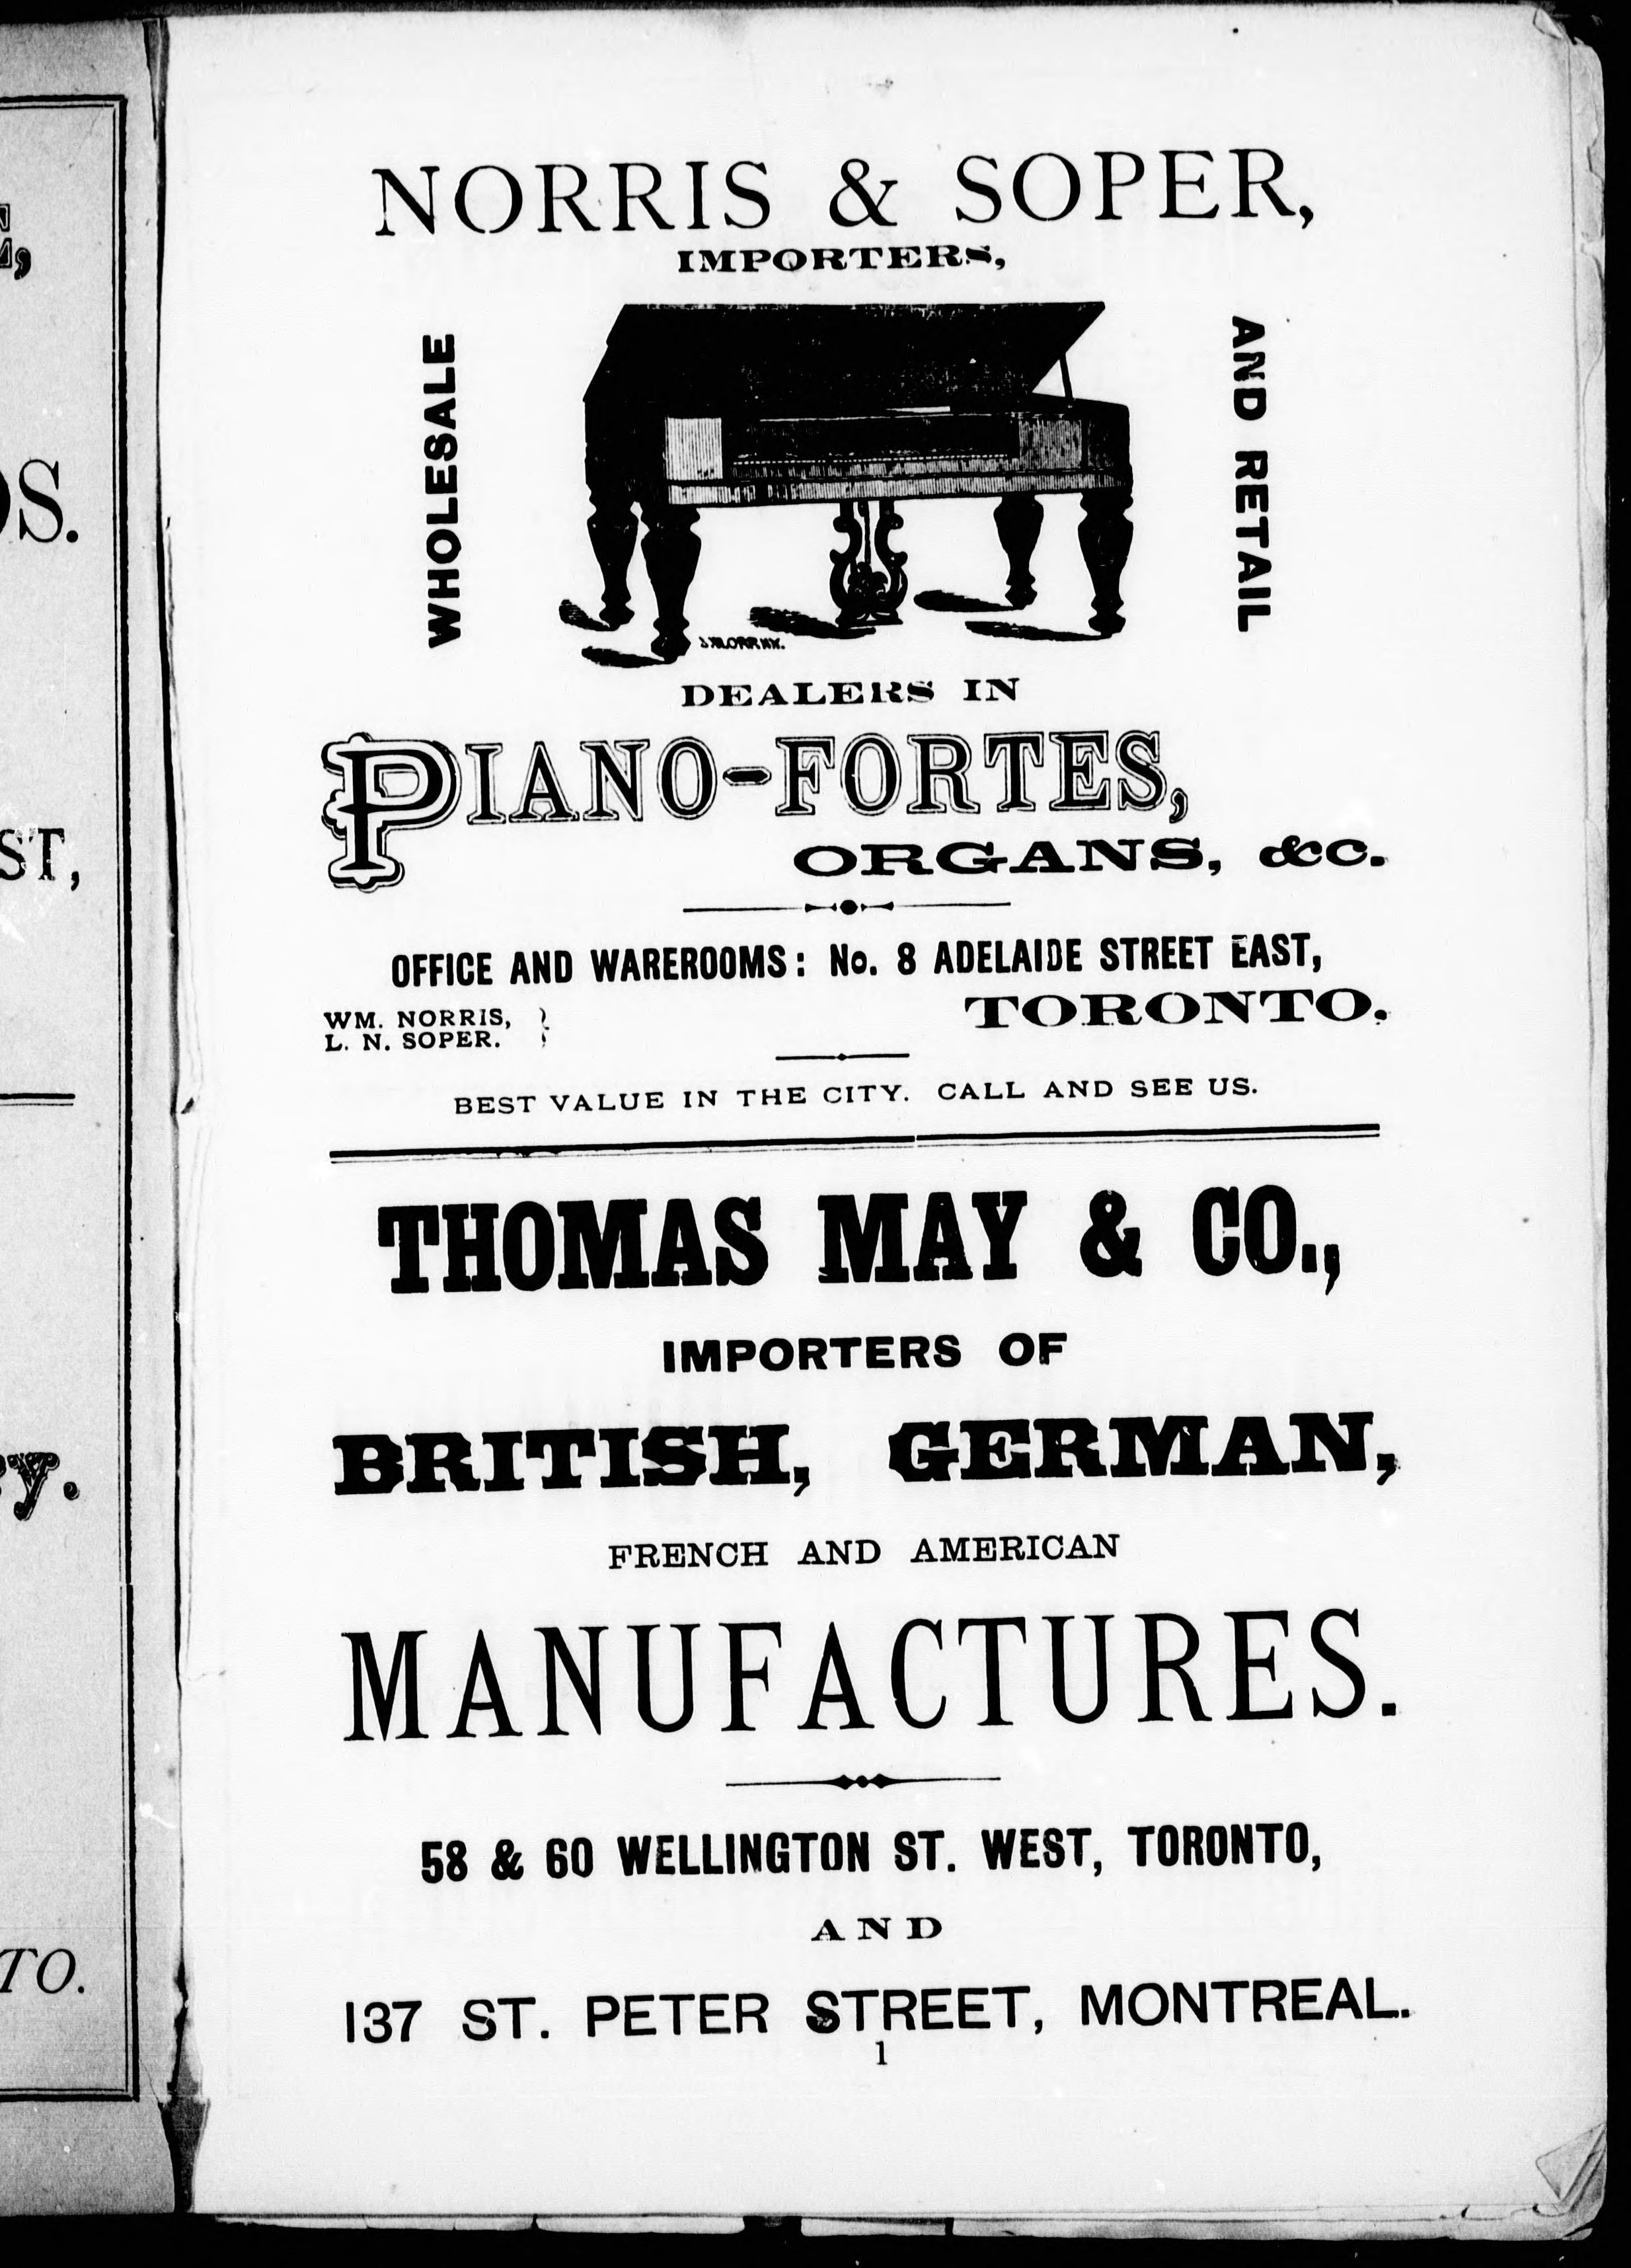 NORRIS & SOPER,
IMPORTERS,
WHOLESALE
AND RETAIL
DEALERS IN
PIANO-FORTES,
ORGANS, &c.
OFFICE AND WAREROOMS: No. 8 ADELAIDE STREET EAST,
TORONTO.
WM. NORRIS,
L. N. SOPER.
BEST VALUE IN THE CITY. CALL AND SEE US.
THOMAS MAY & CO.,
IMPORTERS OF
BRITISH, GERMAN,
FRENCH AND AMERICAN
MANUFACTURES.
58 & 60 WELLINGTON ST. WEST, TORONTO,
AND
137 ST. PETER STREET, MONTREAL.
1